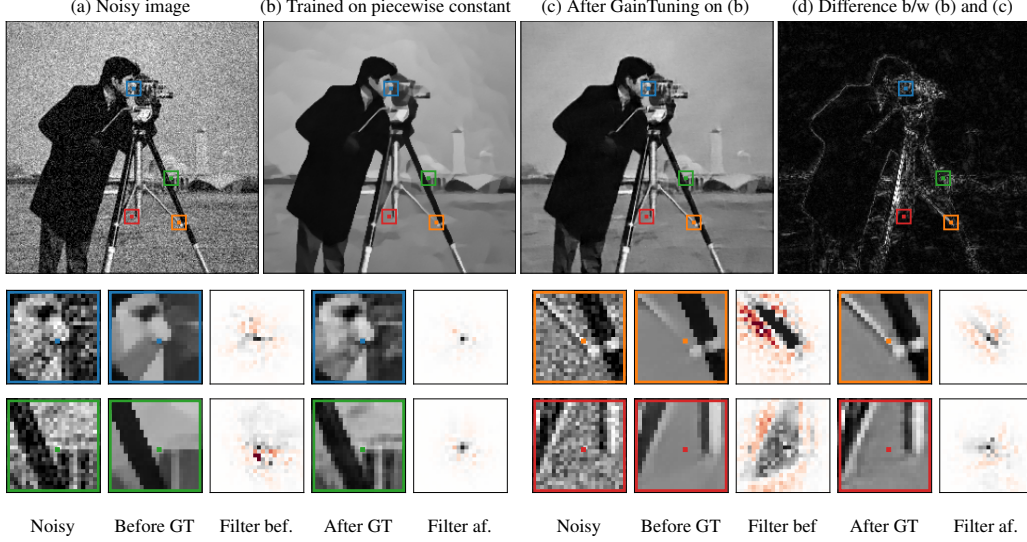 (a) Noisy image
(b) Trained on piecewise constant
(c) After GainTuning on (b)
(d) Difference b/w (b) and (c)
Noisy
Before GT
Filter bef.
After GT
Filter af.
Noisy
Before GT
Filter bef
After GT
Filter af.